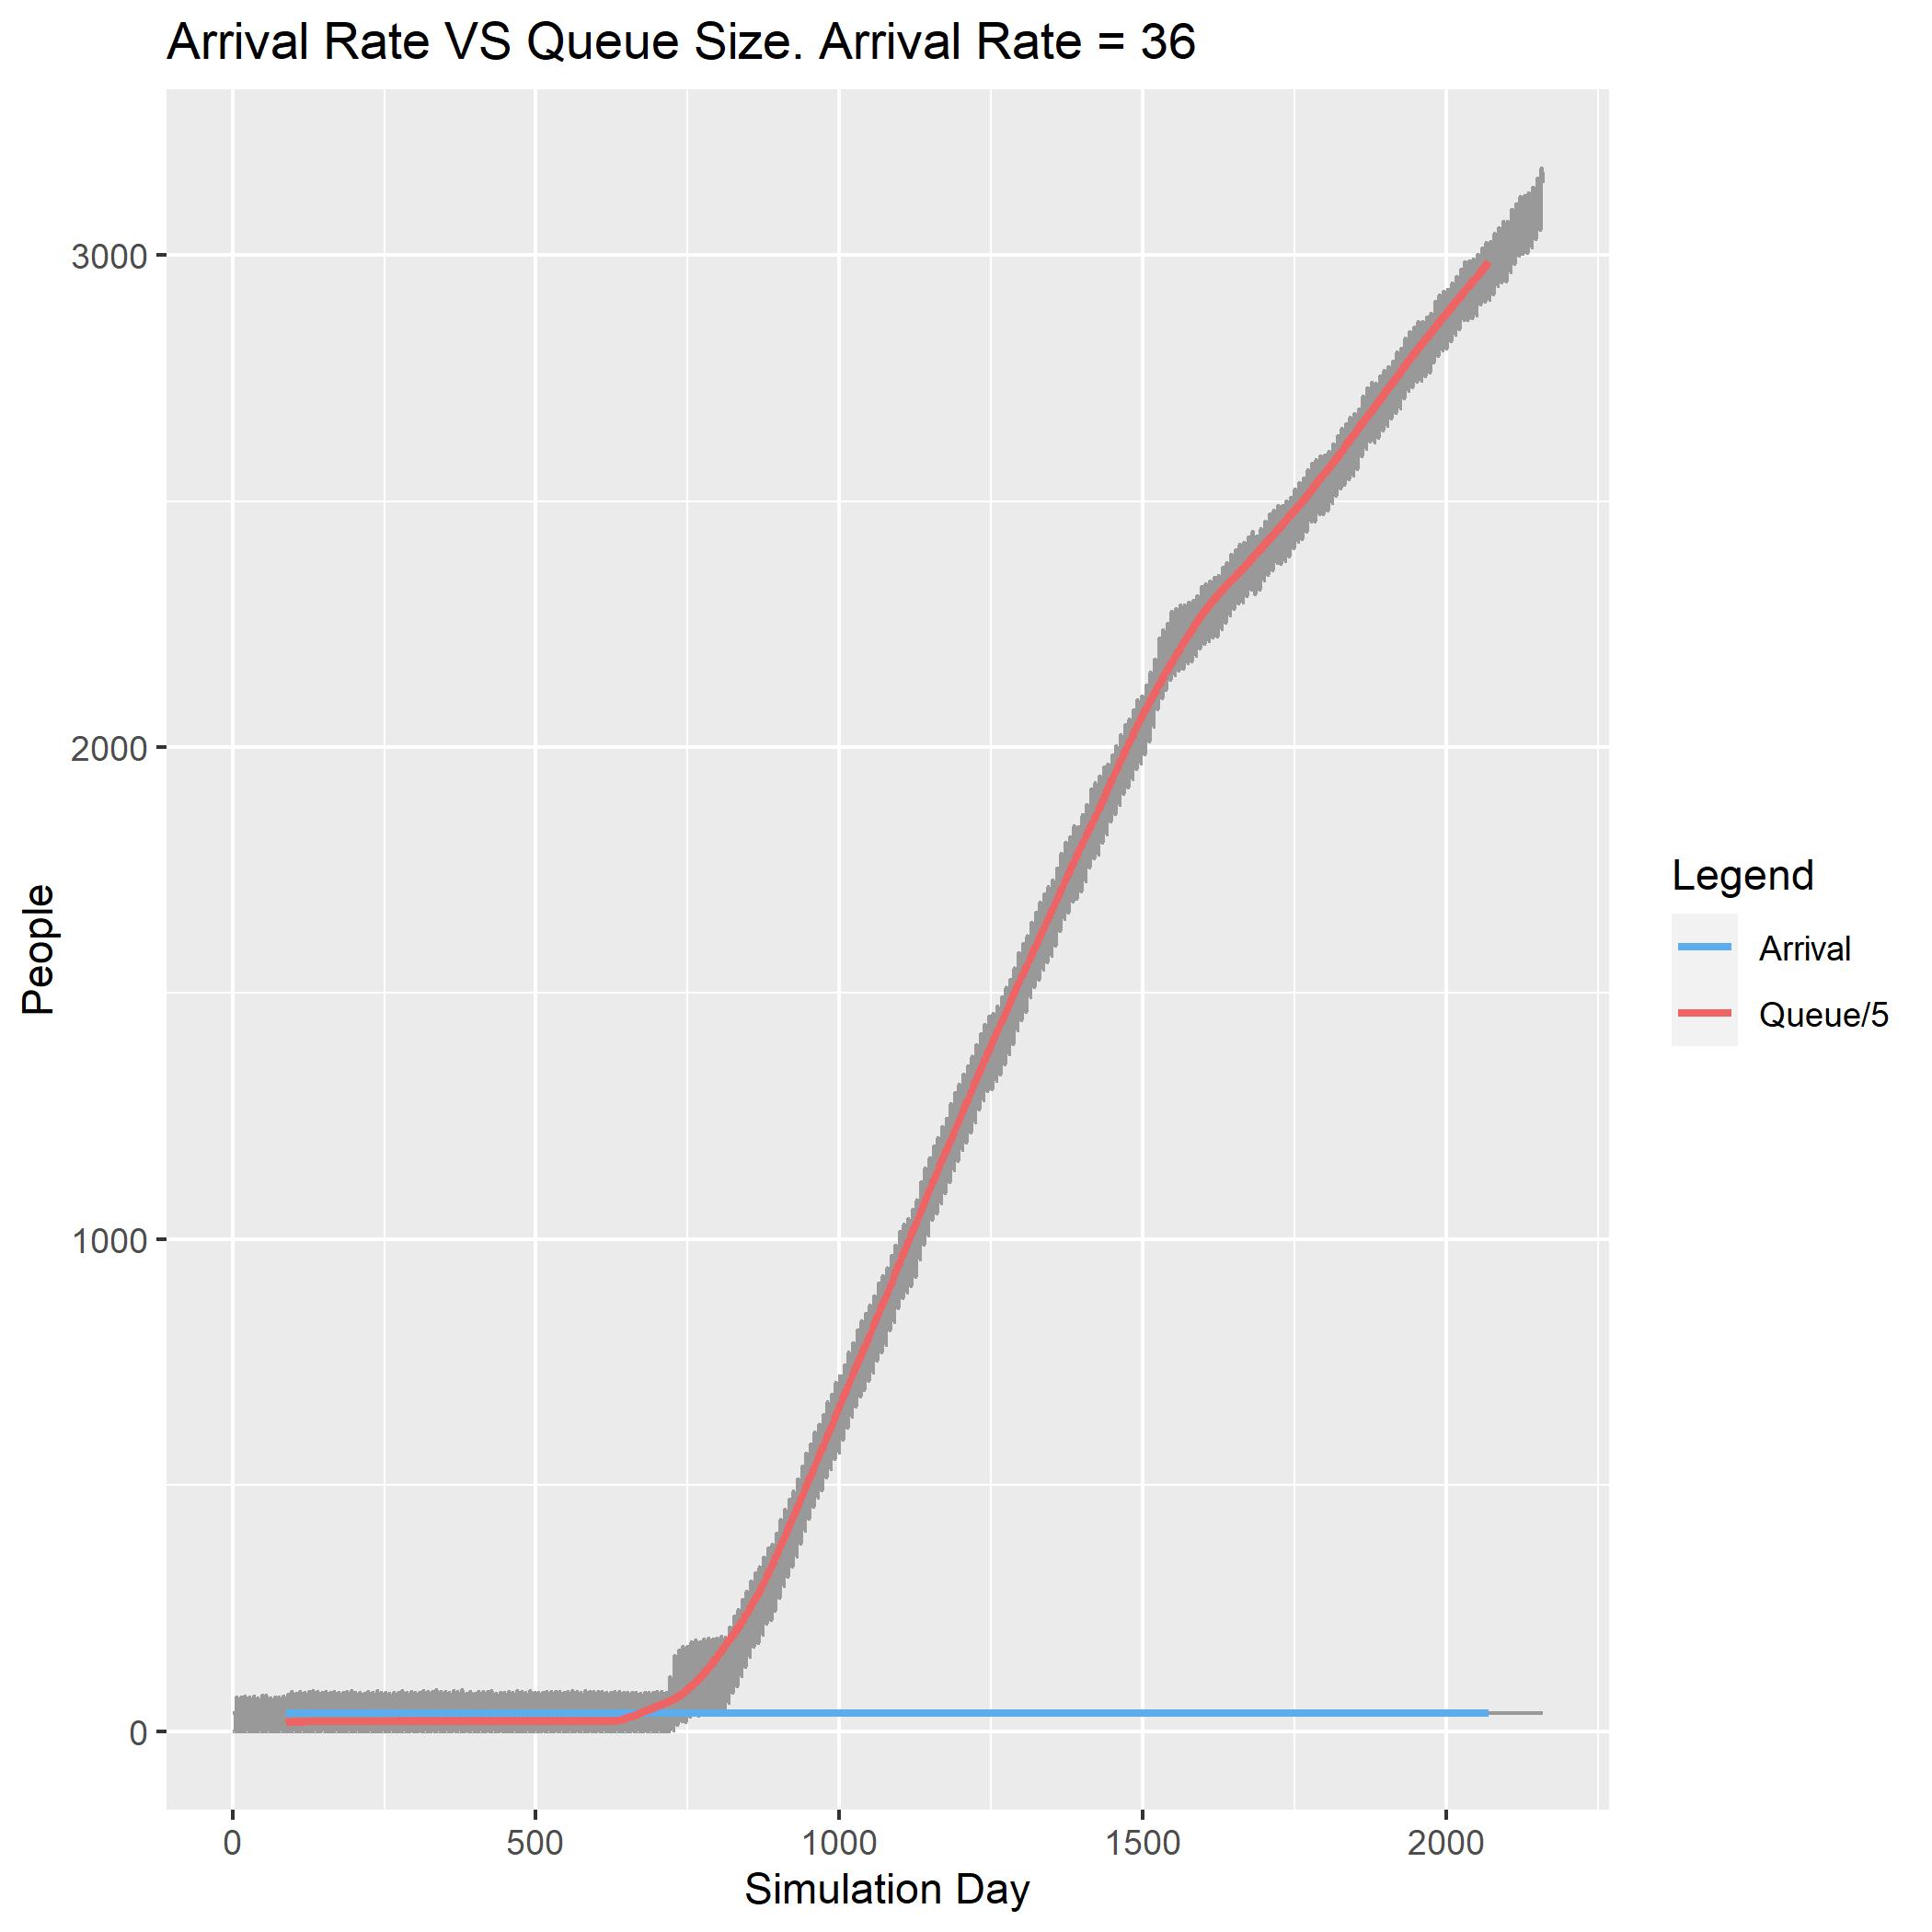 Arrival Rate VS Queue Size. Arrival Rate = 36
3000
2000
1000
0
People
0 500 1000 1500 2000
Simulation Day
Legend
Arrival
Queue/5